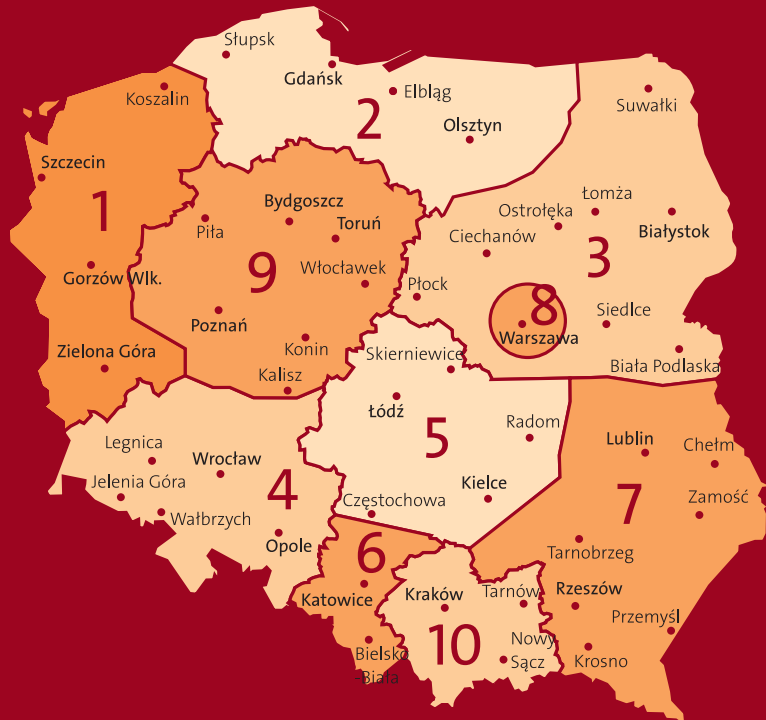 Słupsk
Gdańsk
Elbląg
Koszalin
Suwałki
2
Olsztyn
Szczecin
1
Łomża
Bydgoszcz
Ostrołęka
Piła
Toruń
Białystok
Ciechanów
3
9
Włocławek
Gorzów Wlk.
Płock
8
Siedlce
Poznań
Warszawa
Zielona Góra
Konin
Skierniewice
Biała Podlaska
Kalisz
Łódź
Radom
5
Legnica
Wrocław
Lublin
Chełm
Jelenia Góra
4
Kielce
7
Zamość
Częstochowa
Wałbrzych
Opole
6
Tarnobrzeg
Katowice
Kraków
Tarnów
Rzeszów
Przemyśl
10
Nowy
Sącz
Bielsko
-Biała
Krosno